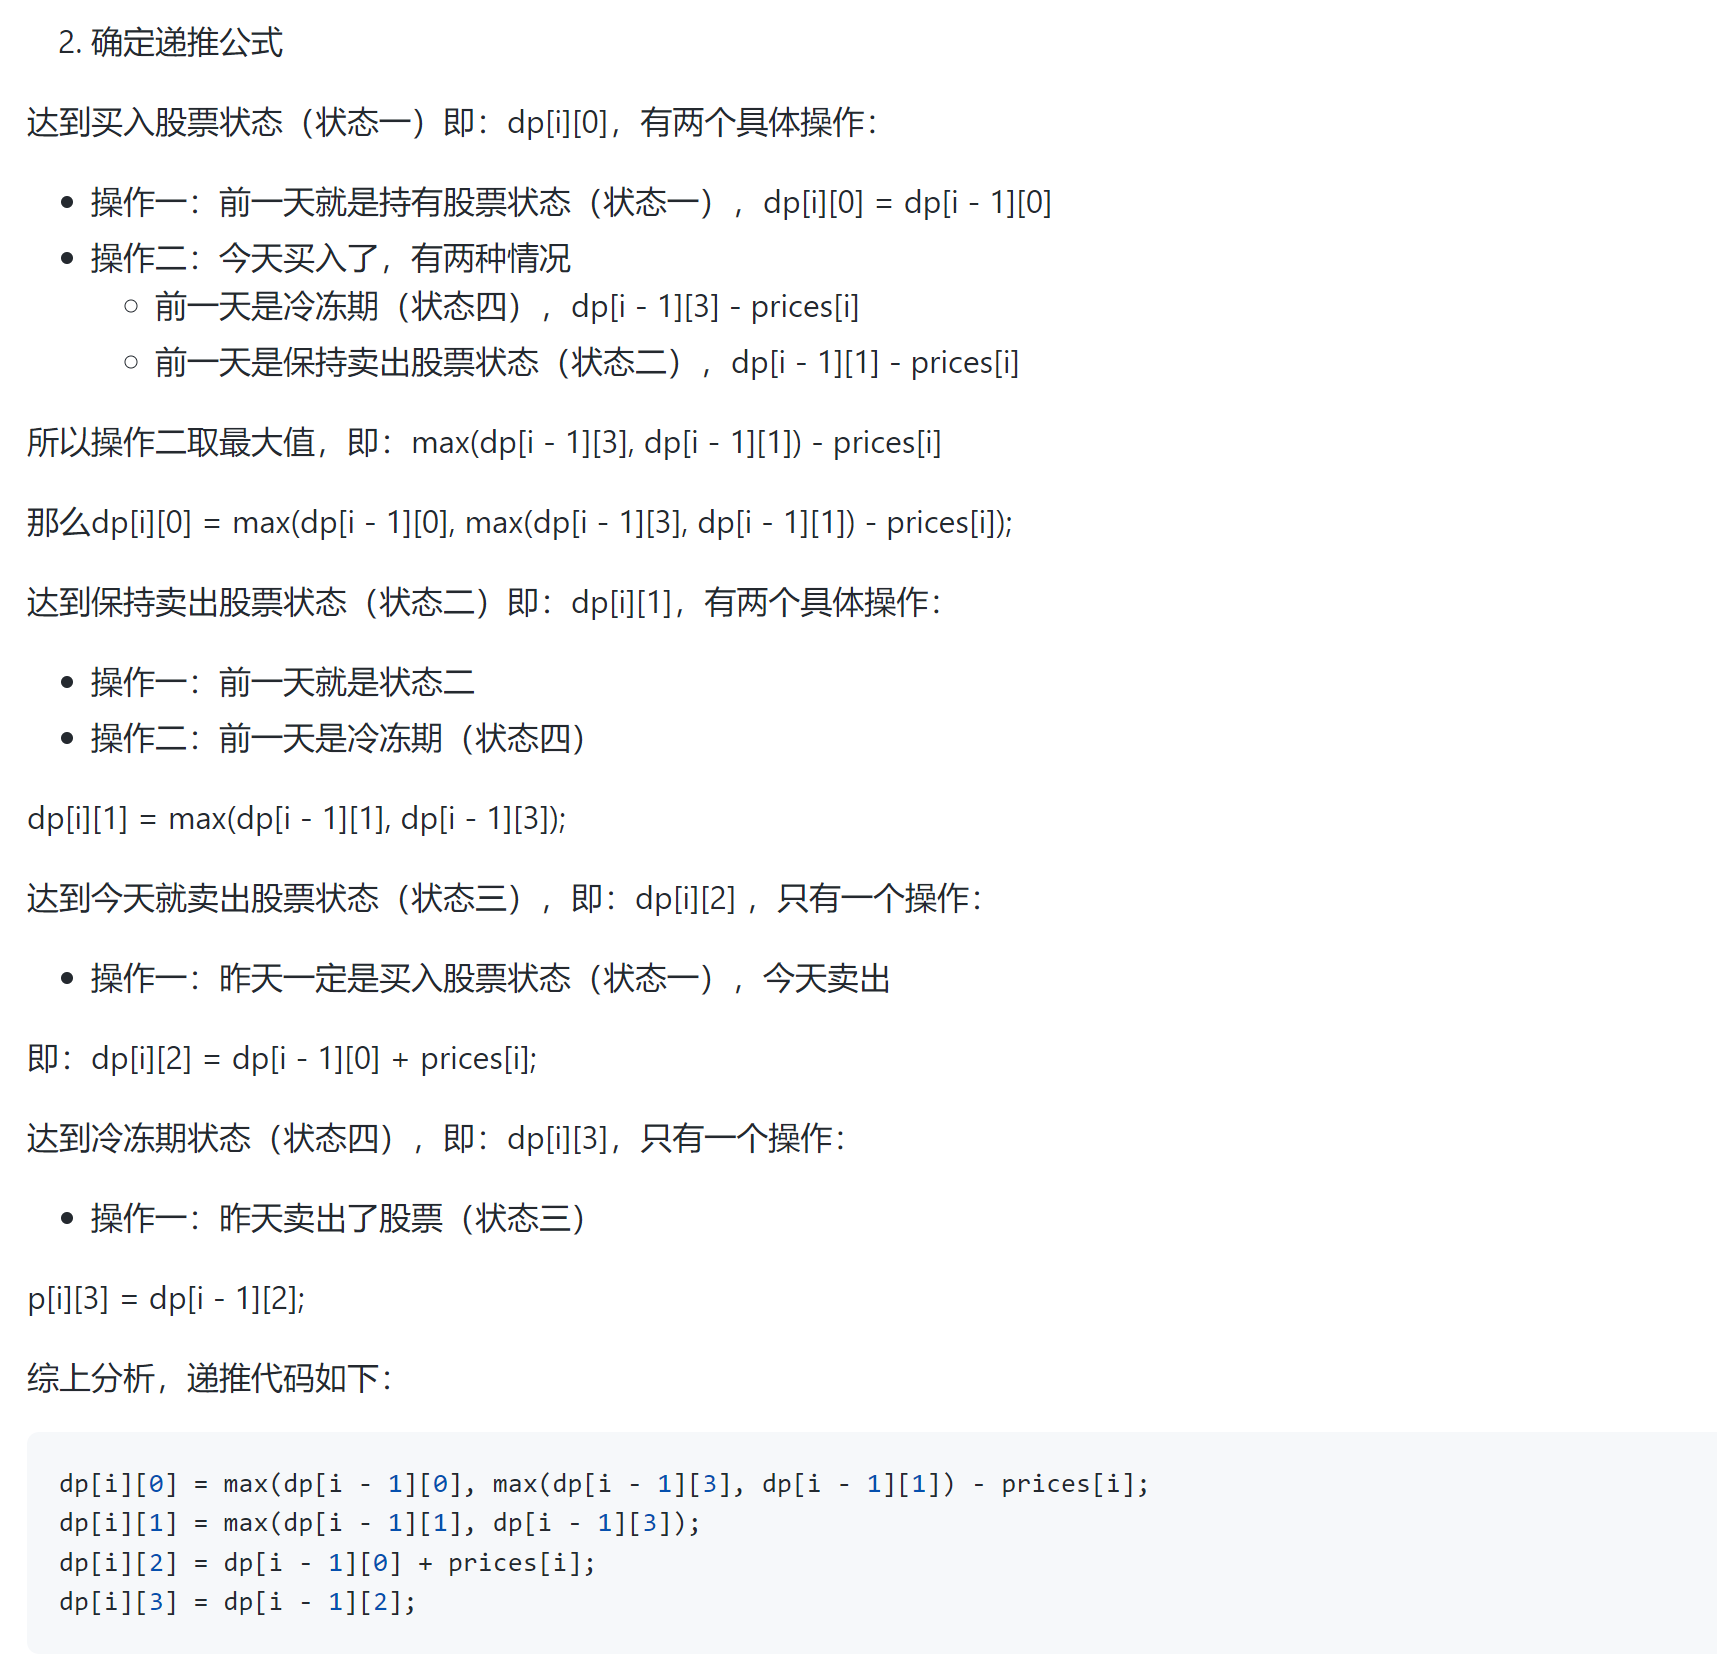 2. 确定递推公式
达到买入股票状态（状态一）即：dp[i][0]，有两个具体操作：
• 操作一：前一天就是持有股票状态（状态一），dp[i][0] = dp[i - 1][0]
• 操作二：今天买入了，有两种情况
○ 前一天是冷冻期（状态四），dp[i - 1][3] - prices[i]
○ 前一天是保持卖出股票状态（状态二），dp[i - 1][1] - prices[i]
所以操作二取最大值，即：max(dp[i - 1][3], dp[i - 1][1]) - prices[i]
那么dp[i][0] = max(dp[i - 1][0], max(dp[i - 1][3], dp[i - 1][1]) - prices[i]);
达到保持卖出股票状态（状态二）即：dp[i][1]，有两个具体操作：
• 操作一：前一天就是状态二
• 操作二：前一天是冷冻期（状态四）
dp[i][1] = max(dp[i - 1][1], dp[i - 1][3]);
达到今天就卖出股票状态（状态三），即：dp[i][2] ，只有一个操作：
• 操作一：昨天一定是买入股票状态（状态一），今天卖出
即：dp[i][2] = dp[i - 1][0] + prices[i];
达到冷冻期状态（状态四），即：dp[i][3]，只有一个操作：
• 操作一：昨天卖出了股票（状态三）
p[i][3] = dp[i - 1][2];
综上分析，递推代码如下：
dp[i][0] = max(dp[i - 1][0], max(dp[i - 1][3], dp[i - 1][1]) - prices[i];
dp[i][1] = max(dp[i - 1][1], dp[i - 1][3]);
dp[i][2] = dp[i - 1][0] + prices[i];
dp[i][3] = dp[i - 1][2];